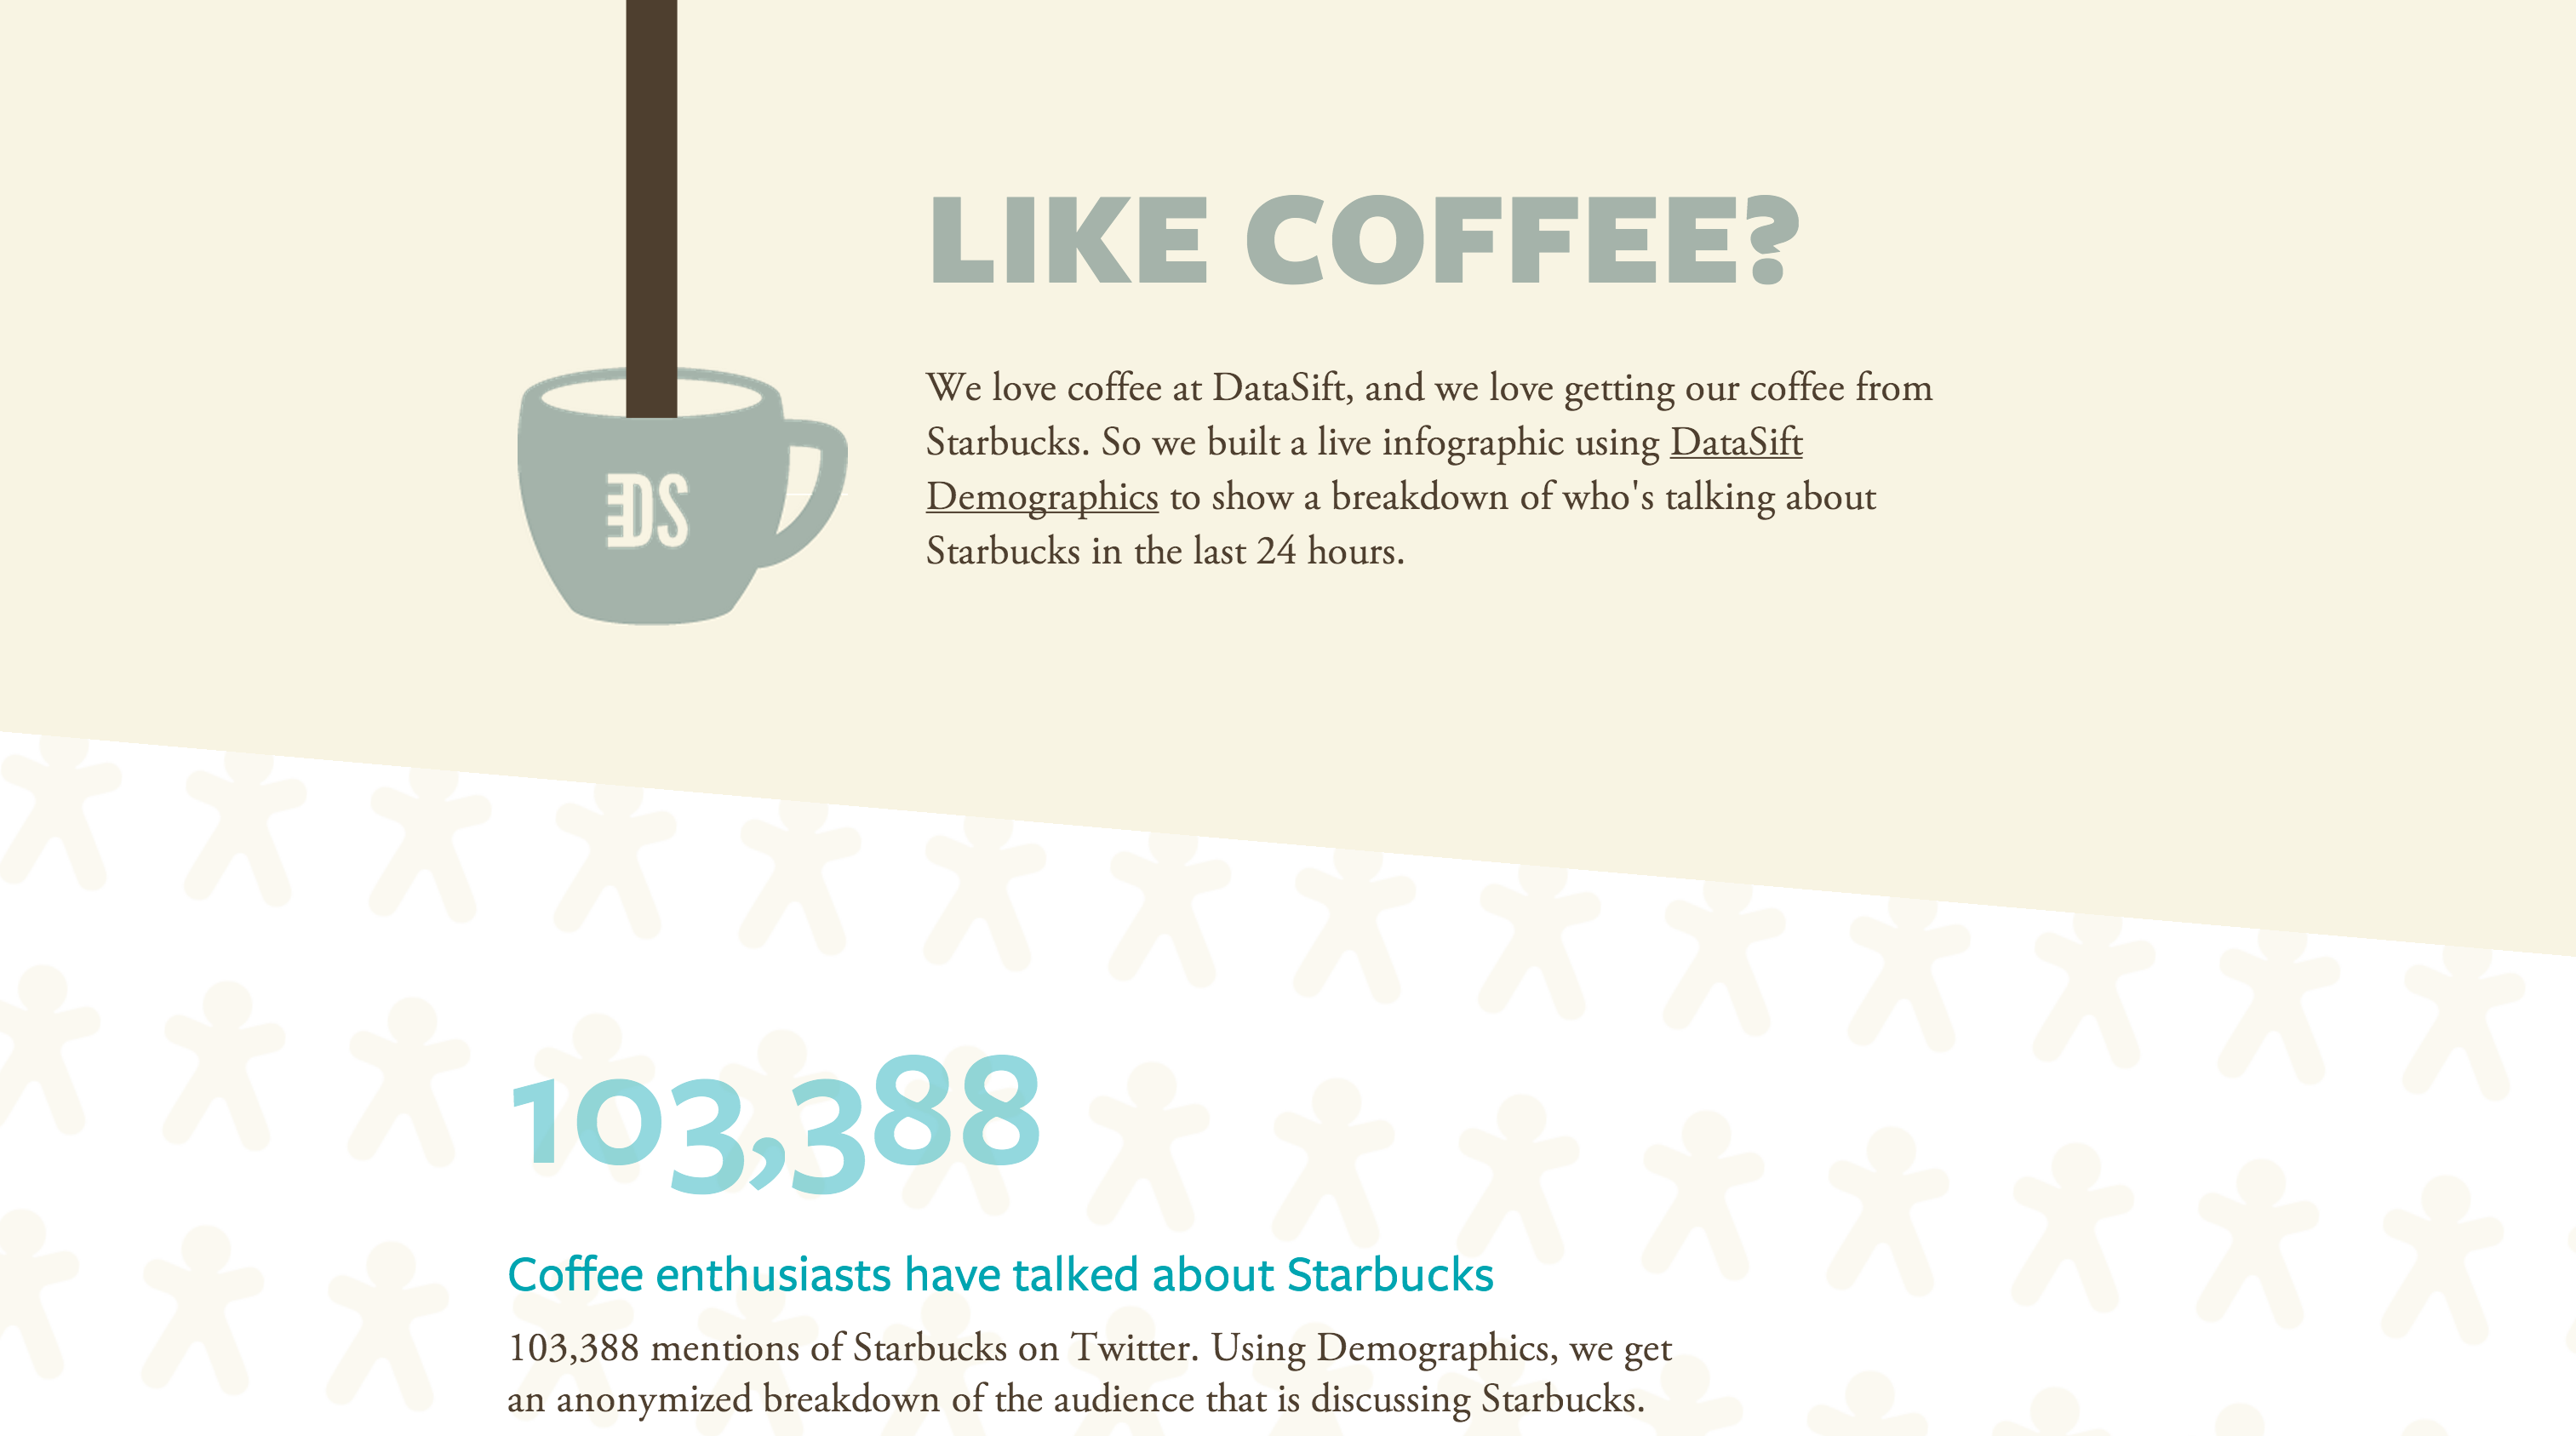 LIKE COFFEE?
We love coffee at DataSift, and we love getting our coffee from
Starbucks. So we built a live infographic using DataSift
Demographics to show a breakdown of who's talking about
Starbucks in the last 24 hours.
DS
103,388
Coffee enthusiasts have talked about Starbucks
103,388 mentions of Starbucks on Twitter. Using Demographics, we get
an anonymized breakdown of the audience that is discussing Starbucks.